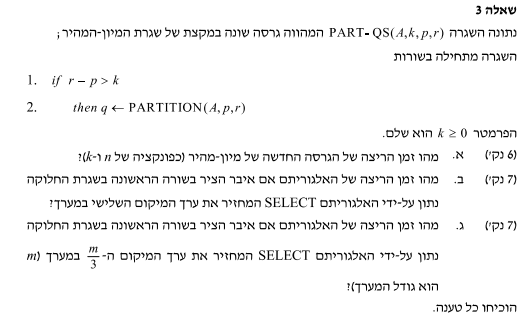 שאלה 3
נתונה השגרה PART-QS(A,k,p,r) המהווה גרסה שונה במקצת של שגרת המיון-המהיר;
השגרה מתחילה בשורות
1. if r – p > k
2. then q ← PARTITION(A, p, r)
הפרמטר k ≥ 0 הוא שלם.
(6 נק') א. מהו זמן הריצה של הגרסה החדשה של מיון-מהיר (כפונקציה של n ו-k)?
(7 נק') ב. מהו זמן הריצה של האלגוריתם אם איבר הציר בשורה הראשונה בשגרת החלוקה
נתון על-ידי האלגוריתם SELECT המחזיר את ערך המיקום השלישי במערך?
(7 נק') ג. מהו זמן הריצה של האלגוריתם אם איבר הציר בשורה הראשונה בשגרת החלוקה
נתון על-ידי האלגוריתם SELECT המחזיר את ערך המיקום ה-m/3 במערך (m
הוא גודל המערך)?
הוכיחו כל טענה.